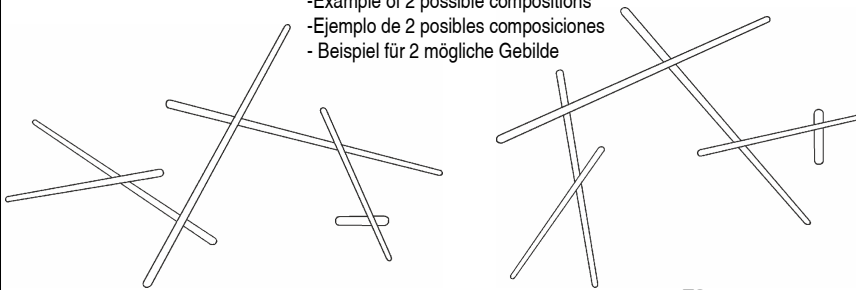 -Example of 2 possible compositions
-Ejemplo de 2 posibles composiciones
- Beispiel für 2 mögliche Gebilde